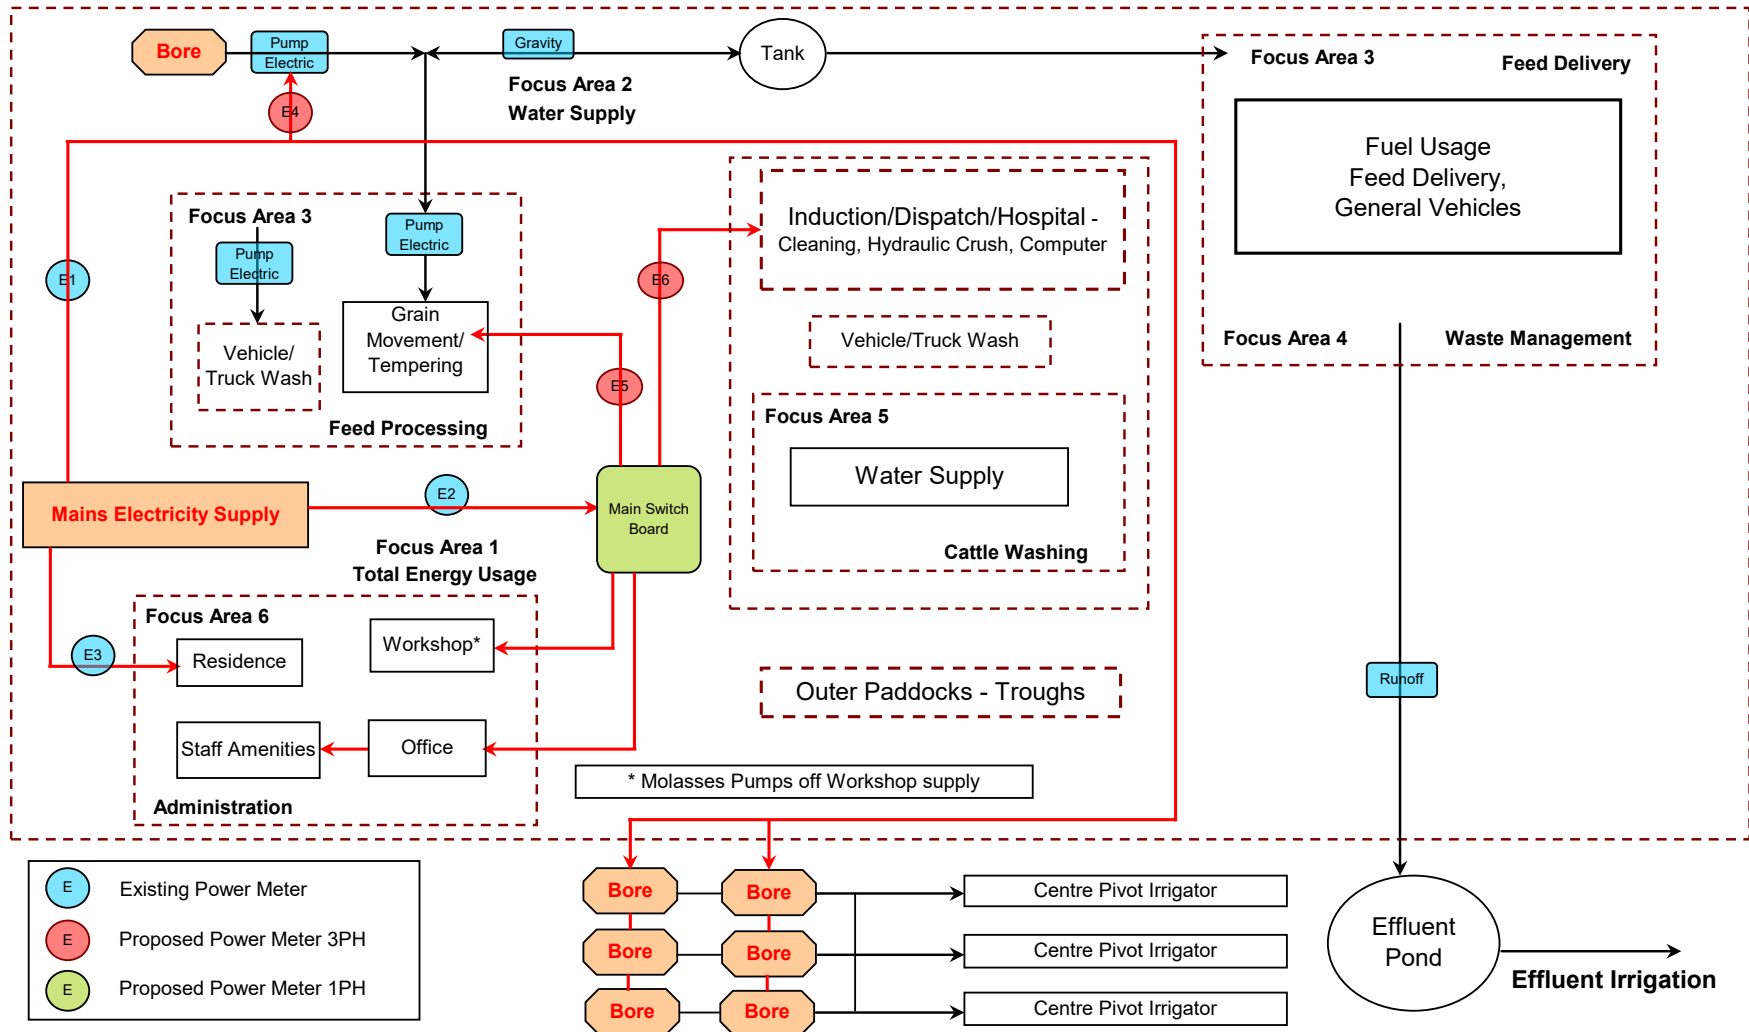 Bore
Pump
Electric
Gravity
Tank
Focus Area 2
Water Supply
E4
Focus Area 3
Feed Delivery
Fuel Usage
Feed Delivery,
General Vehicles
Focus Area 4
Waste Management
Focus Area 3
Pump
Electric
Pump
Electric
Vehicle/
Truck Wash
Grain
Movement/
Tempering
Feed Processing
E1
E5
E6
Induction/Dispatch/Hospital -
Cleaning, Hydraulic Crush, Computer
Vehicle/Truck Wash
Focus Area 5
Water Supply
Cattle Washing
Mains Electricity Supply
E2
Main Switch
Board
Focus Area 1
Total Energy Usage
E3
Focus Area 6
Residence
Workshop*
Staff Amenities
Office
Administration
Outer Paddocks - Troughs
* Molasses Pumps off Workshop supply
Runoff
E
Existing Power Meter
E
Proposed Power Meter 3PH
E
Proposed Power Meter 1PH
Bore
Bore
Centre Pivot Irrigator
Bore
Bore
Centre Pivot Irrigator
Bore
Bore
Centre Pivot Irrigator
Effluent
Pond
Effluent Irrigation